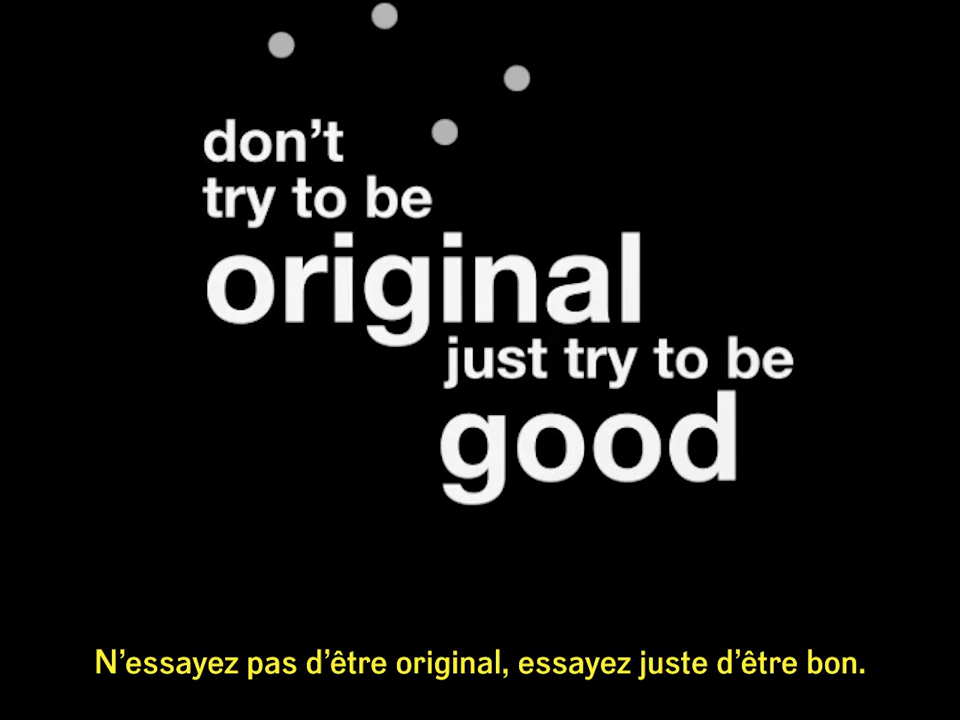 don’t
try to be
original
just try to be
good
N’essayez pas d’être original, essayez juste d’être bon.